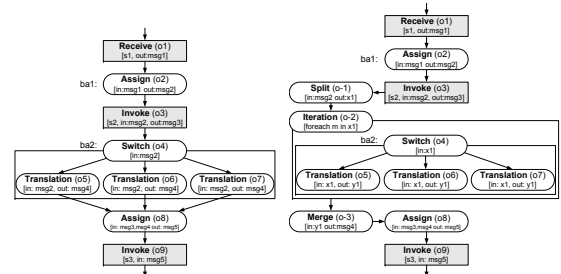 Receive (o1)
[s1, out:msg1]
ba1:
Assign (o2)
[in:msg1 out:msg2]
Invoke (o3)
[s2, in:msg2, out:msg3]
ba2:
Switch (o4)
[in:msg2]
Translation (o5)
[in: msg2, out: msg4]
Translation (o6)
[in: msg2, out: msg4]
Translation (o7)
[in: msg2, out: msg4]
Assign (o8)
[in: msg3,msg4 out: msg5]
Invoke (o9)
[s3, in: msg5]
Receive (o1)
[s1, out:msg1]
ba1:
Assign (o2)
[in:msg1 out:msg2]
Split (o-1)
[in:msg2 out:x1]
Invoke (o3)
[s2, in:msg2, out:msg3]
Iteration (o-2)
[foreach m in x1]
ba2:
Switch (o4)
[in:x1]
Translation (o5)
[in: x1, out: y1]
Translation (o6)
[in: x1, out: y1]
Translation (o7)
[in: x1, out: y1]
Merge (o-3)
[in:y1 out:msg4]
Assign (o8)
[in: msg3,msg4 out: msg5]
Invoke (o9)
[s3, in: msg5]